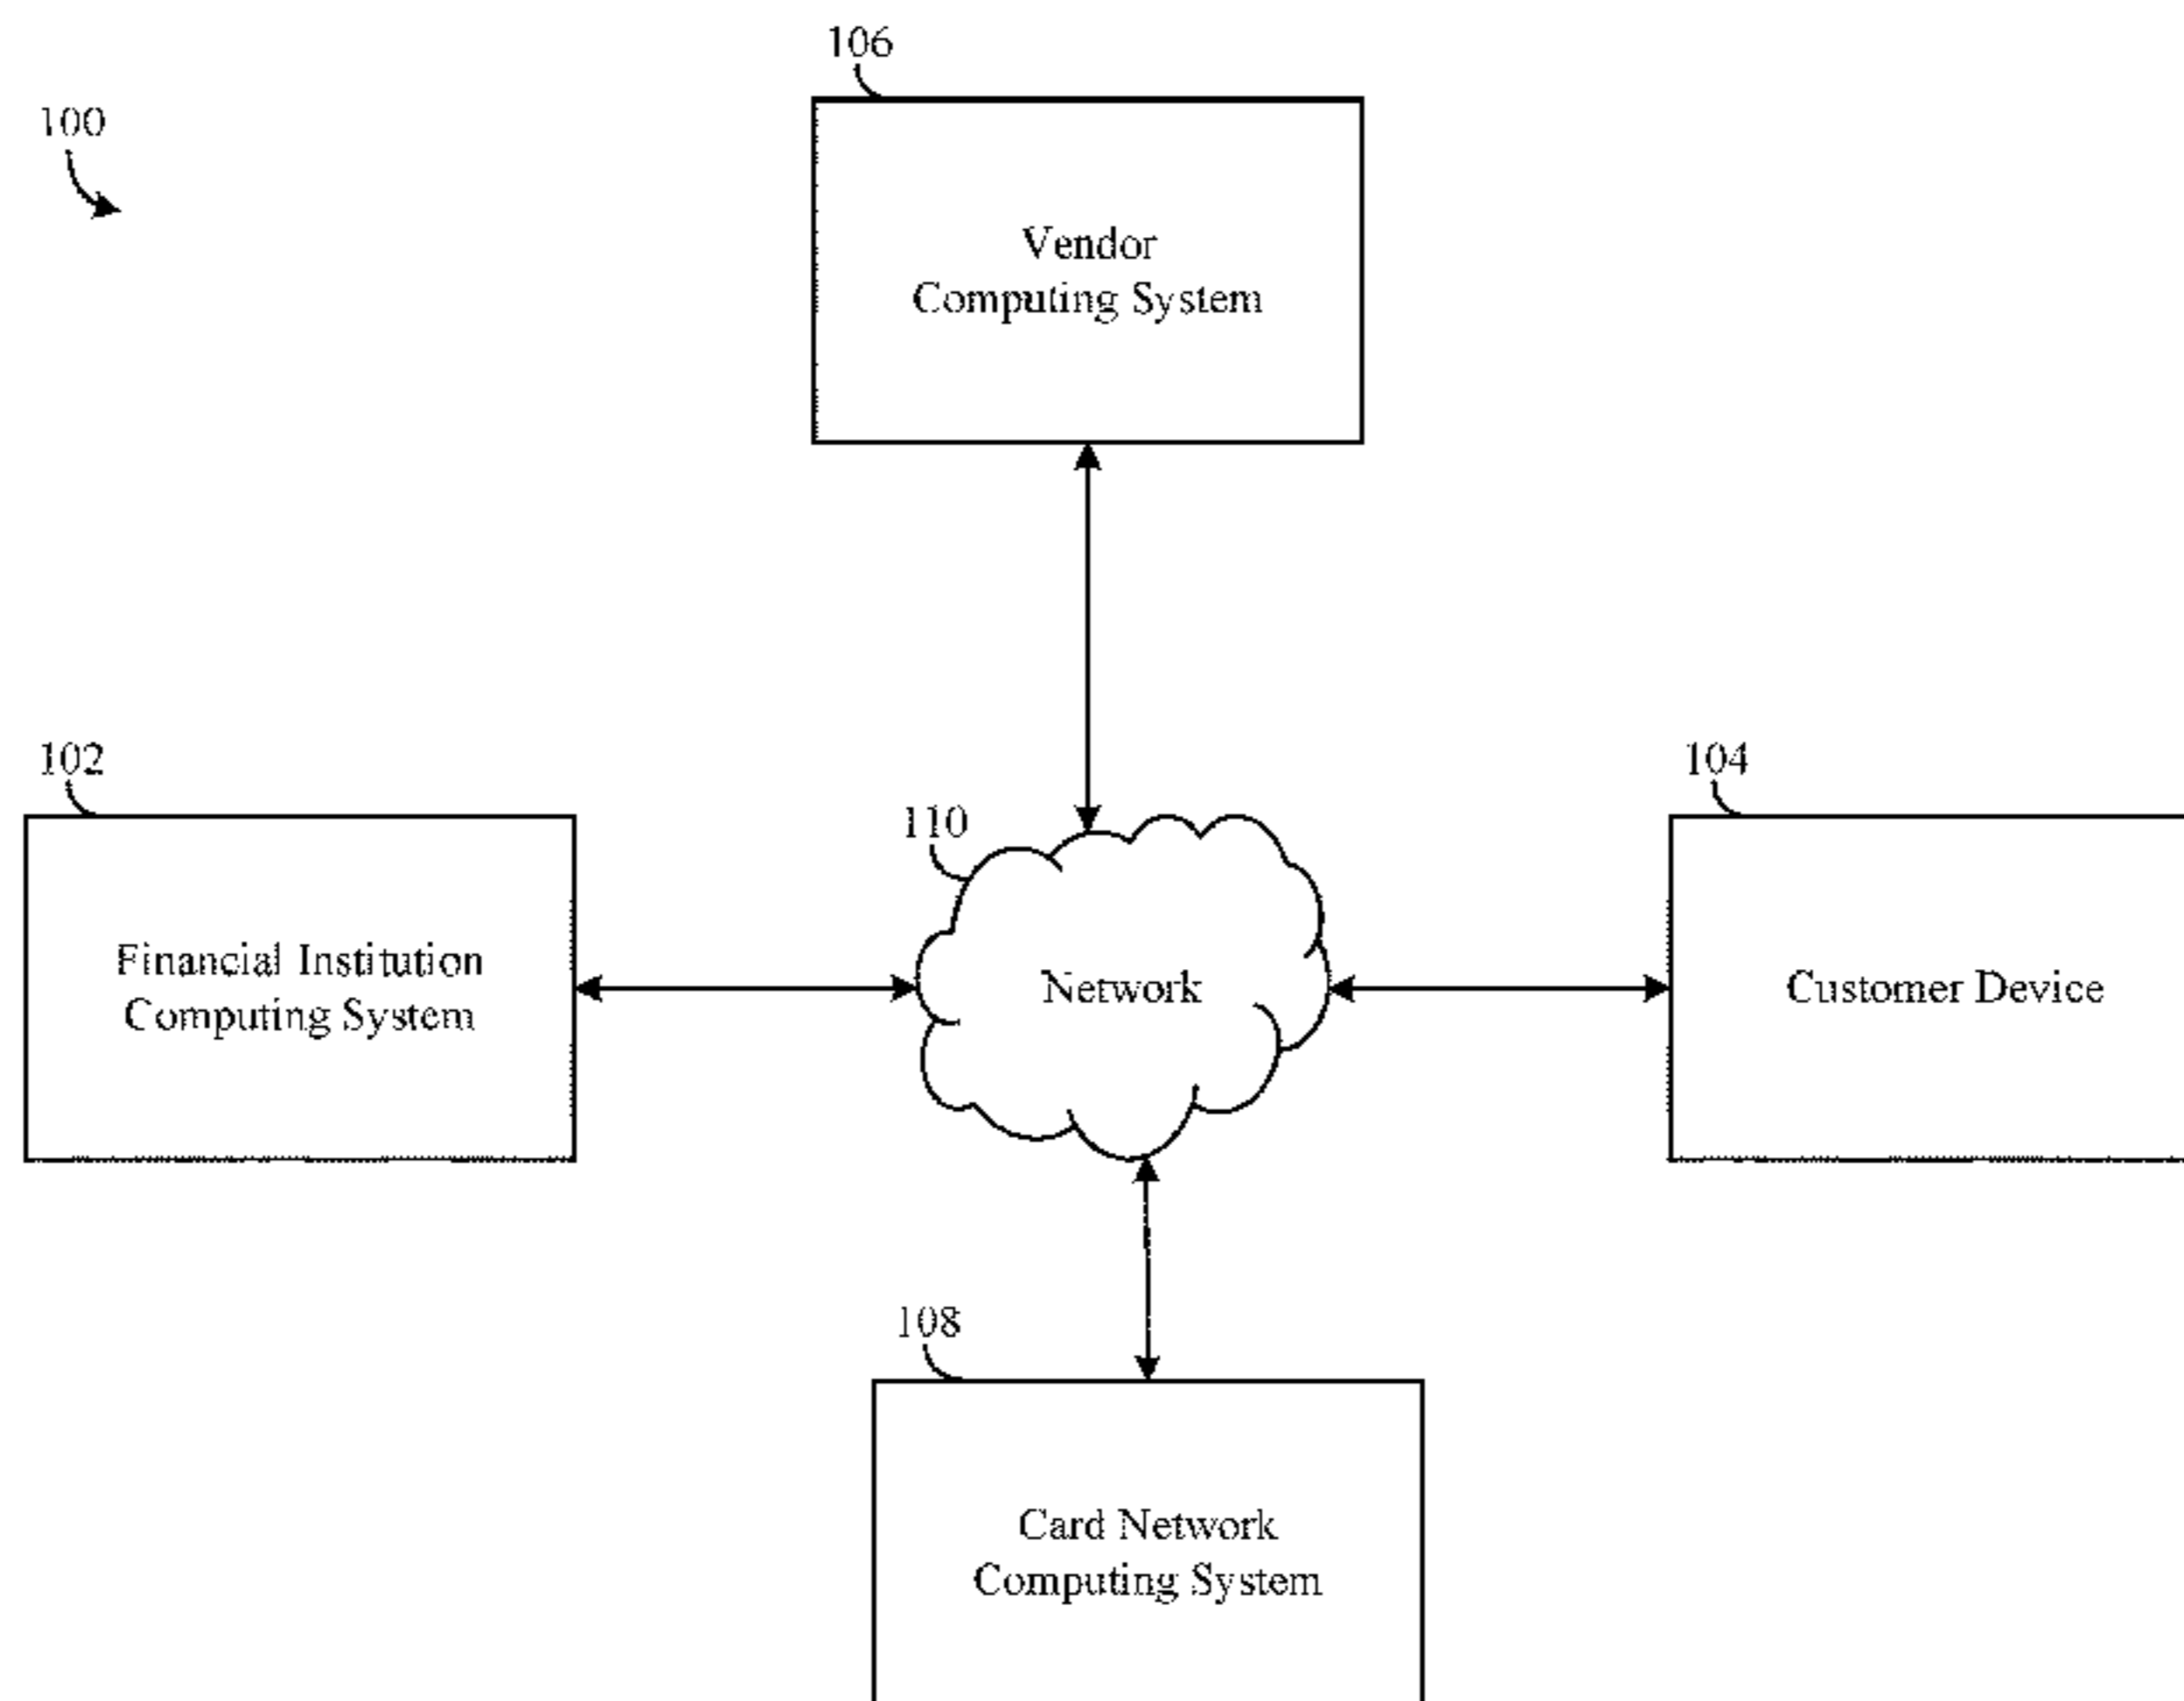 106
100
Vendor
Computing System
102
104
110
Financial Institution
Computing System
Network
Customer Device
108
Card Network
Computing System